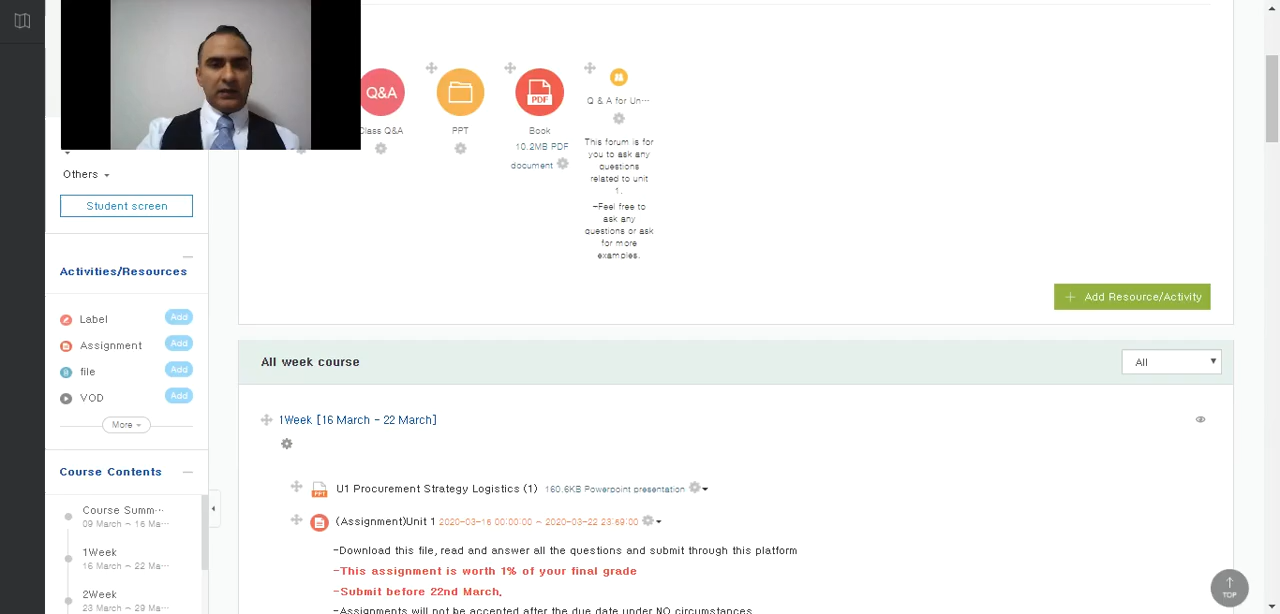 Q&A
PDF
Class Q&A
PPT
Book
10.2MB PDF
document
Q & A for Un···
This forum is for
you to ask any
questions
related to unit
1.
-Feel free to
ask any
questions or ask
for more
examples.
Others
Student screen
Activities/Resources
Label Add
Assignment Add
file Add
VOD Add
More
Course Contents
Course Summ···
09 March ~ 16 Ma···
1Week
16 March ~ 22 Ma···
2Week
23 March ~ 29 Ma···
+ Add Resource/Activity
All week course
All
1Week [16 March - 22 March]
PPT U1 Procurement Strategy Logistics (1) 160.6KB Powerpoint presentation
(Assignment)Unit 1 2020-03-16 00:00:00 ~ 2020-03-22 23:59:00
-Download this file, read and answer all the questions and submit through this platform
-This assignment is worth 1% of your final grade
-Submit before 22nd March.
-Assignments will not be accepted after the due date under NO circumstances
TOP